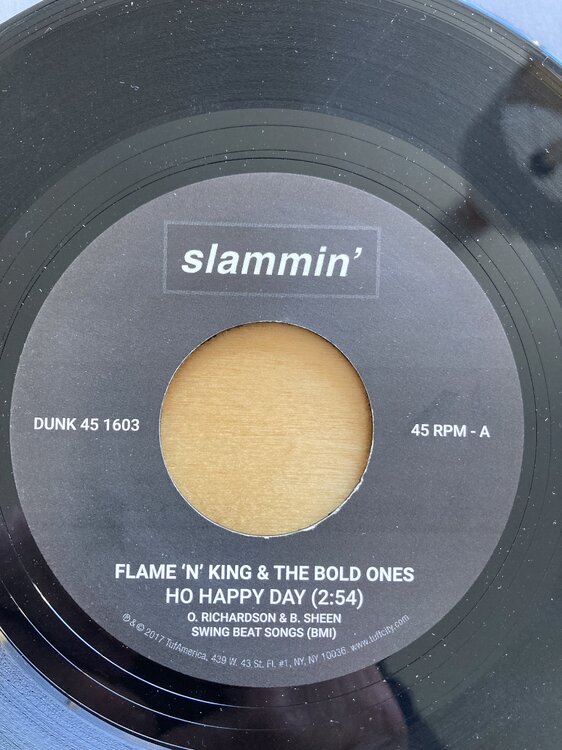 slammin'
DUNK 45 1603
45 RPM - A
FLAME 'N' KING & THE BOLD ONES
HO HAPPY DAY (2:54)
O. RICHARDSON & B. SHEEN
SWING BEAT SONGS (BMI)
℗ & © 2017 TufAmerica, 439 W. 43 St. Fl. #1, NY, NY 10036. www.tuffcity.com